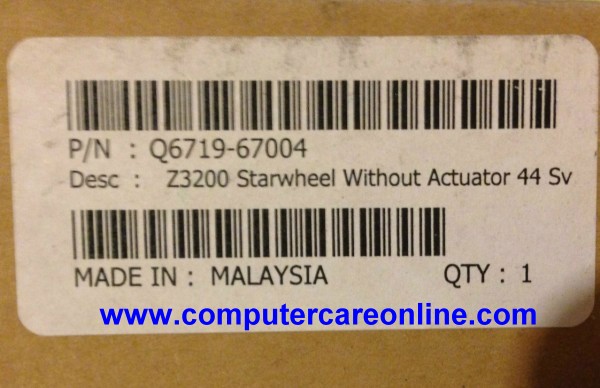 P/N : Q6719-67004
Desc : Z3200 Starwheel Without Actuator 44 Sv
MADE IN : MALAYSIA QTY : 1
www.computercareonline.com